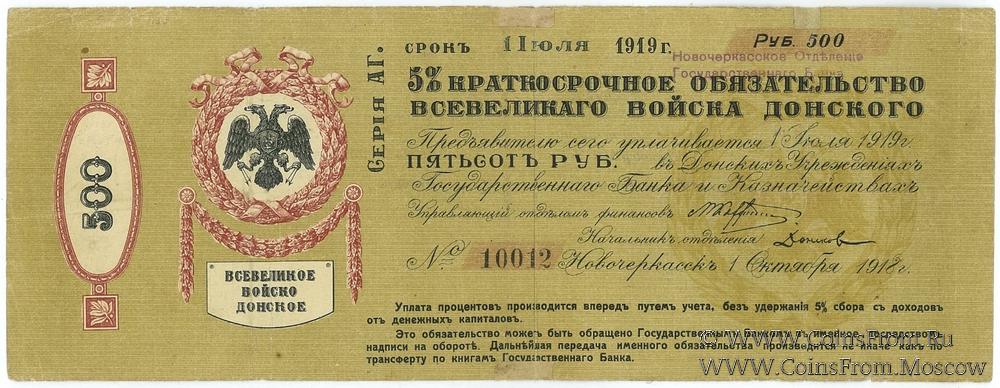 500
ВСЕВЕЛИКОЕ
ВОЙСКО
ДОНСКОЕ
СЕРІЯ АГ.
СРОКЪ 1 Іюля 1919 г. РУБ. 500
Новочеркасское Отдѣленіе
Государственнаго Банка
5% КРАТКОСРОЧНОЕ ОБЯЗАТЕЛЬСТВО
ВСЕВЕЛИКАГО ВОЙСКА ДОНСКОГО
Предъявителю сего уплачивается 1 Іюля 1919 г.
ПЯТЬСОТЪ РУБ. въ Донскихъ Учрежденіяхъ
Государственнаго Банка и Казначействахъ
Управляющій отдѣломъ финансовъ
Начальникъ отдѣленія
№ 10012 Новочеркасскъ 1 Октября 1918 г.
Уплата процентовъ производится впередъ путемъ учета, безъ удержанія 5% сбора съ доходовъ
отъ денежныхъ капиталовъ.
Это обязательство можетъ быть обращено Государственнымъ банкомъ въ именное посредствомъ
надписи на оборотѣ. Дальнѣйшая передача именного обязательства производится не иначе какъ по
трансферту по книгамъ Государственнаго Банка.
© www.CoinsFrom.Ru
© www.CoinsFrom.Moscow